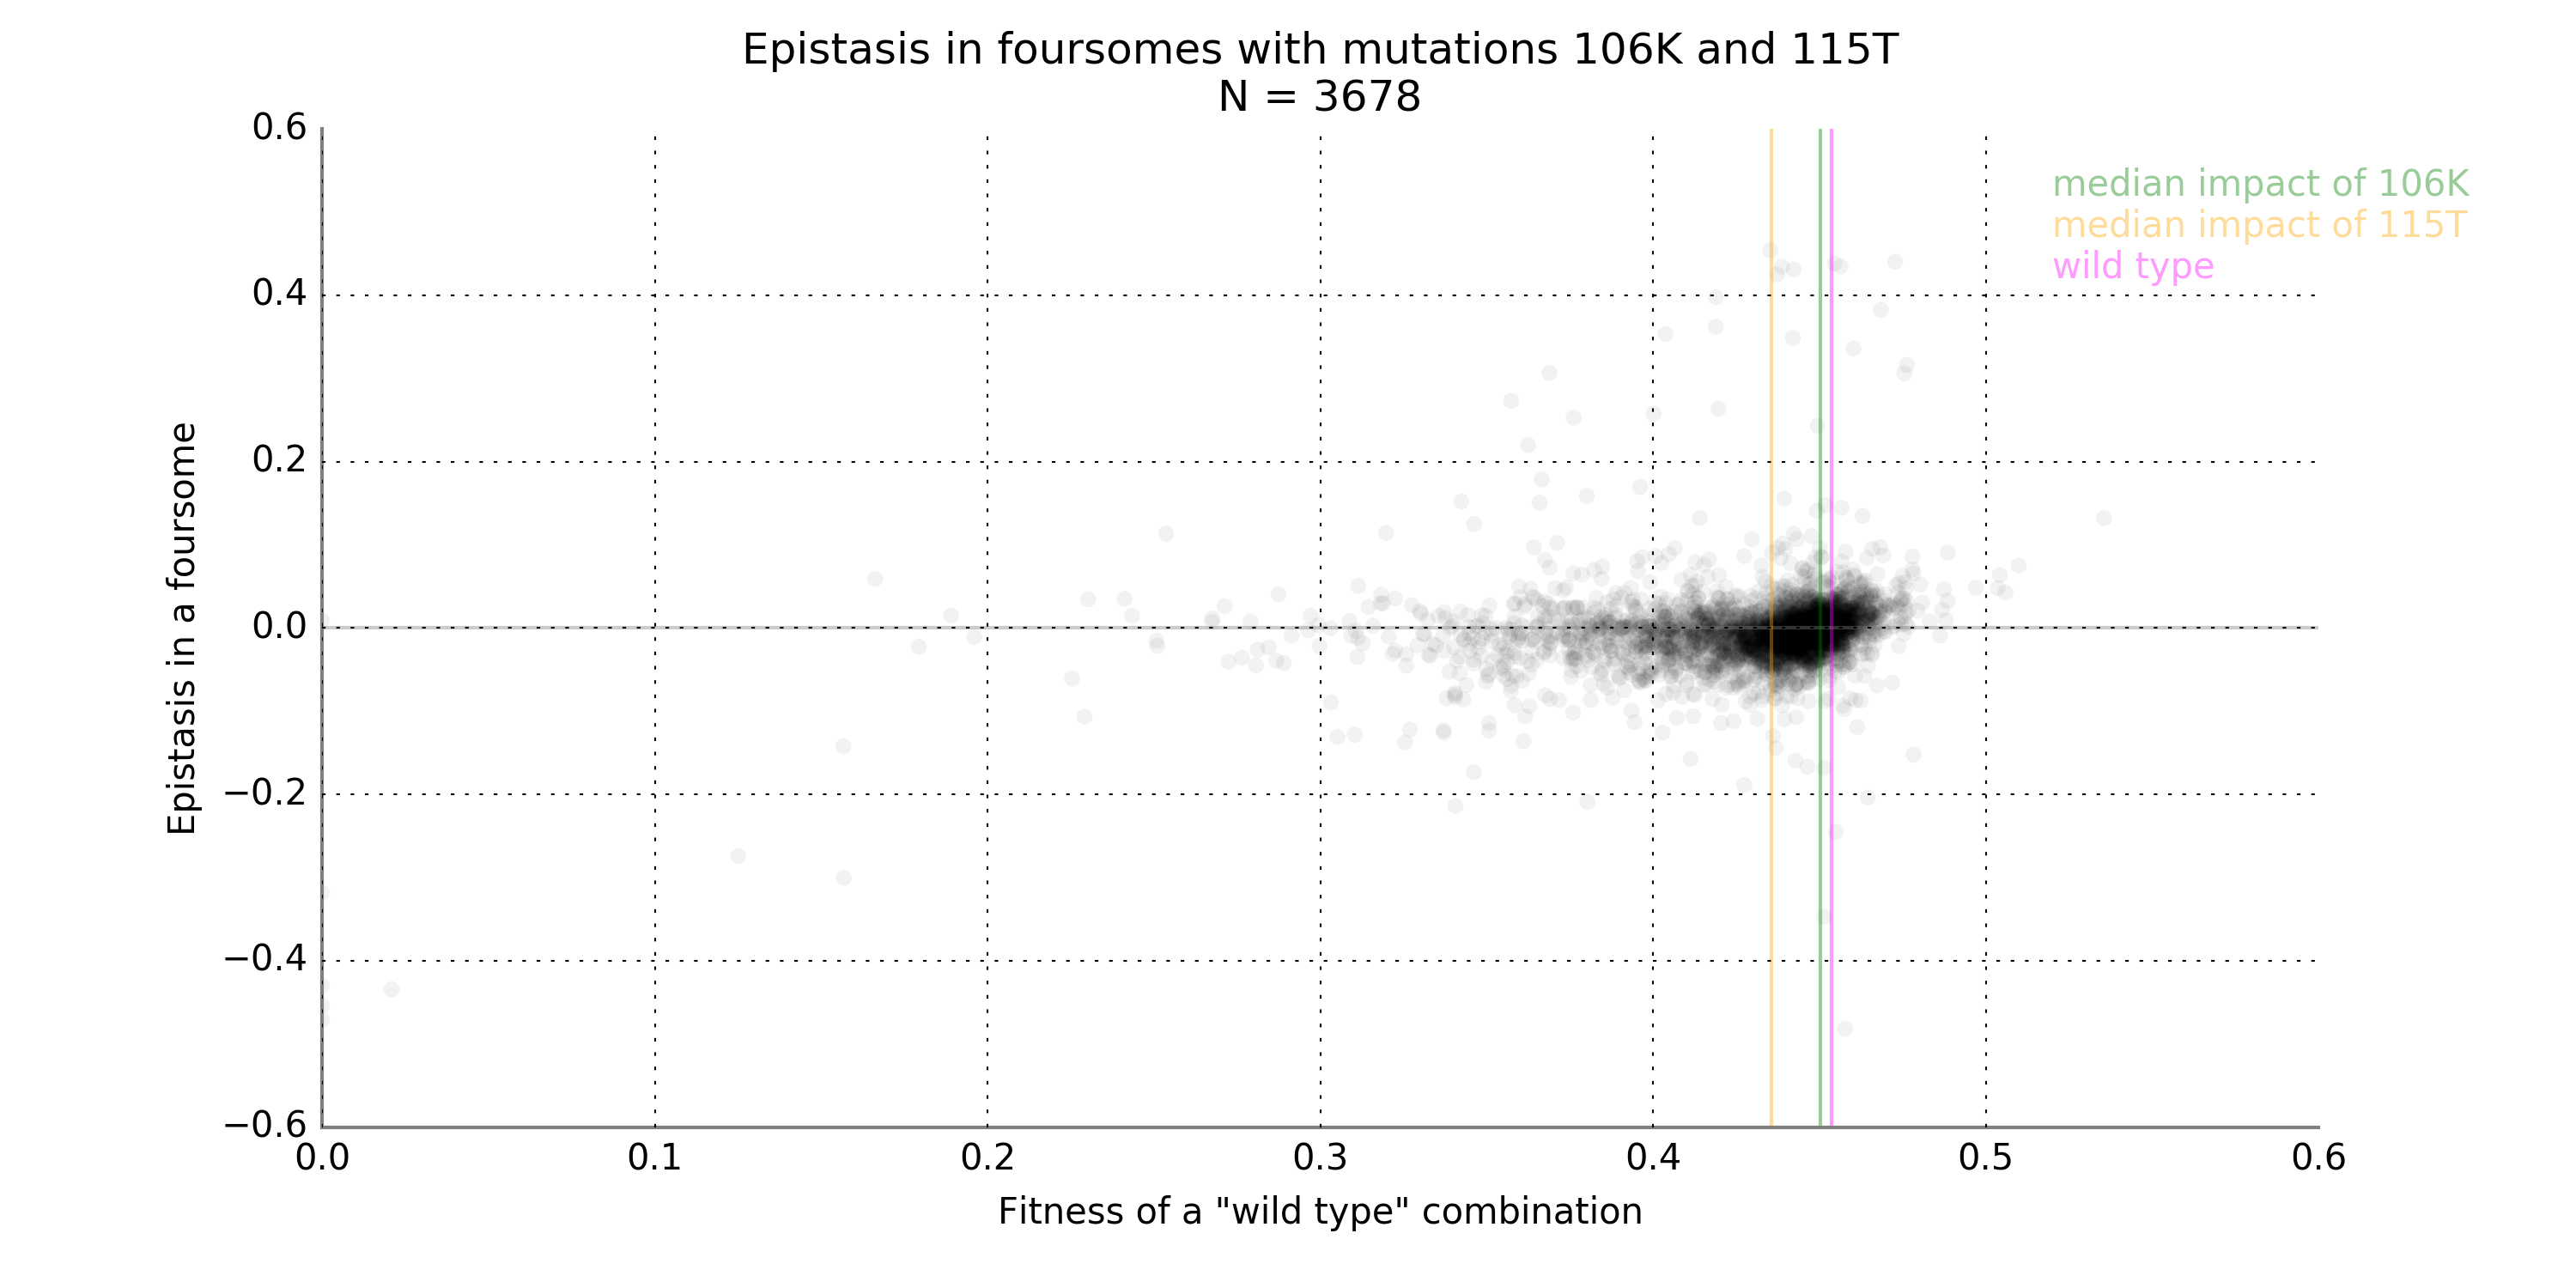 Epistasis in foursomes with mutations 106K and 115T
N = 3678
0.6
0.4
0.2
0.0
−0.2
−0.4
−0.6
Epistasis in a foursome
median impact of 106K
median impact of 115T
wild type
0.0 0.1 0.2 0.3 0.4 0.5 0.6
Fitness of a "wild type" combination